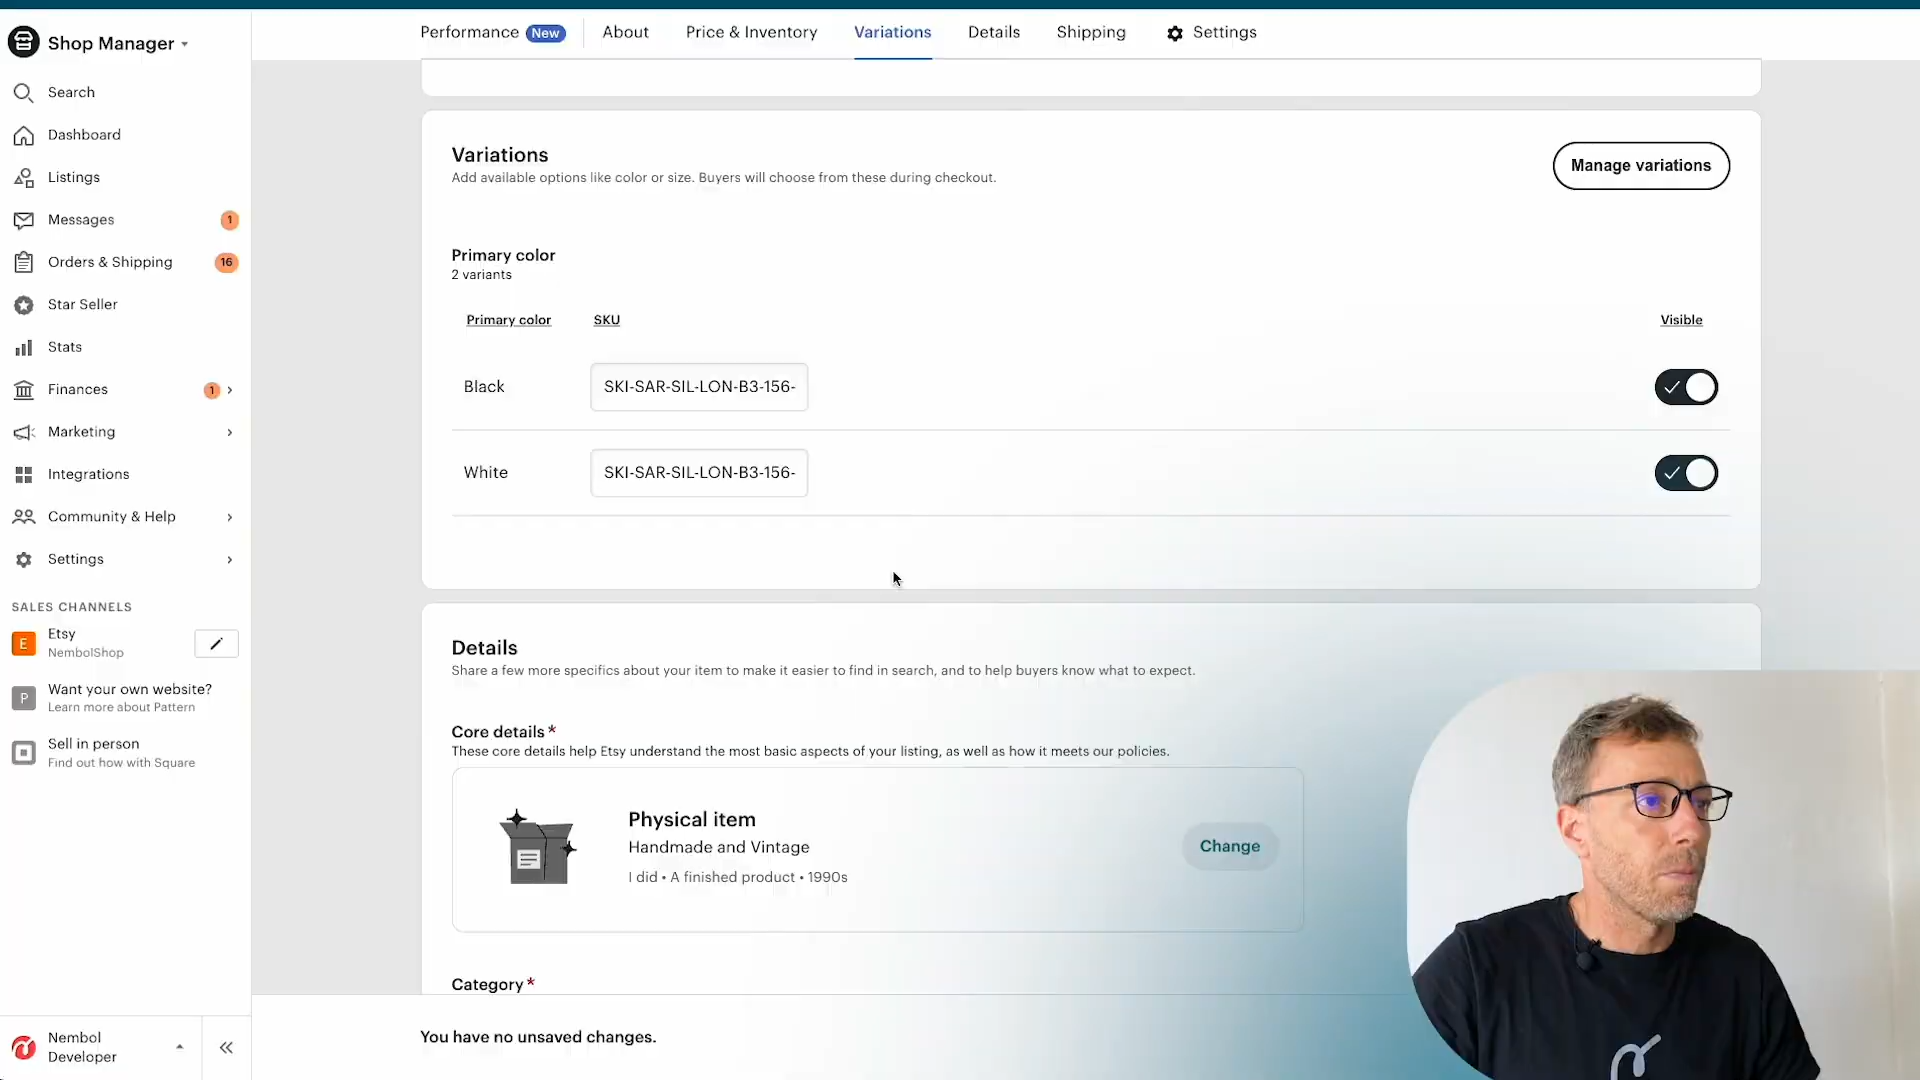 Shop Manager
Search
Dashboard
Listings
Messages
1
Orders & Shipping
16
Star Seller
Stats
Finances
1
Marketing
Integrations
Community & Help
Settings
SALES CHANNELS
E
Etsy
NembolShop
P
Want your own website?
Learn more about Pattern
Sell in person
Find out how with Square
Nembol
Developer
Performance New
About
Price & Inventory
Variations
Details
Shipping
Settings
Variations
Add available options like color or size. Buyers will choose from these during checkout.
Manage variations
Primary color
2 variants
Primary color
SKU
Visible
Black
SKI-SAR-SIL-LON-B3-156-
White
SKI-SAR-SIL-LON-B3-156-
Details
Share a few more specifics about your item to make it easier to find in search, and to help buyers know what to expect.
Core details *
These core details help Etsy understand the most basic aspects of your listing, as well as how it meets our policies.
Physical item
Handmade and Vintage
I did • A finished product • 1990s
Change
Category *
You have no unsaved changes.